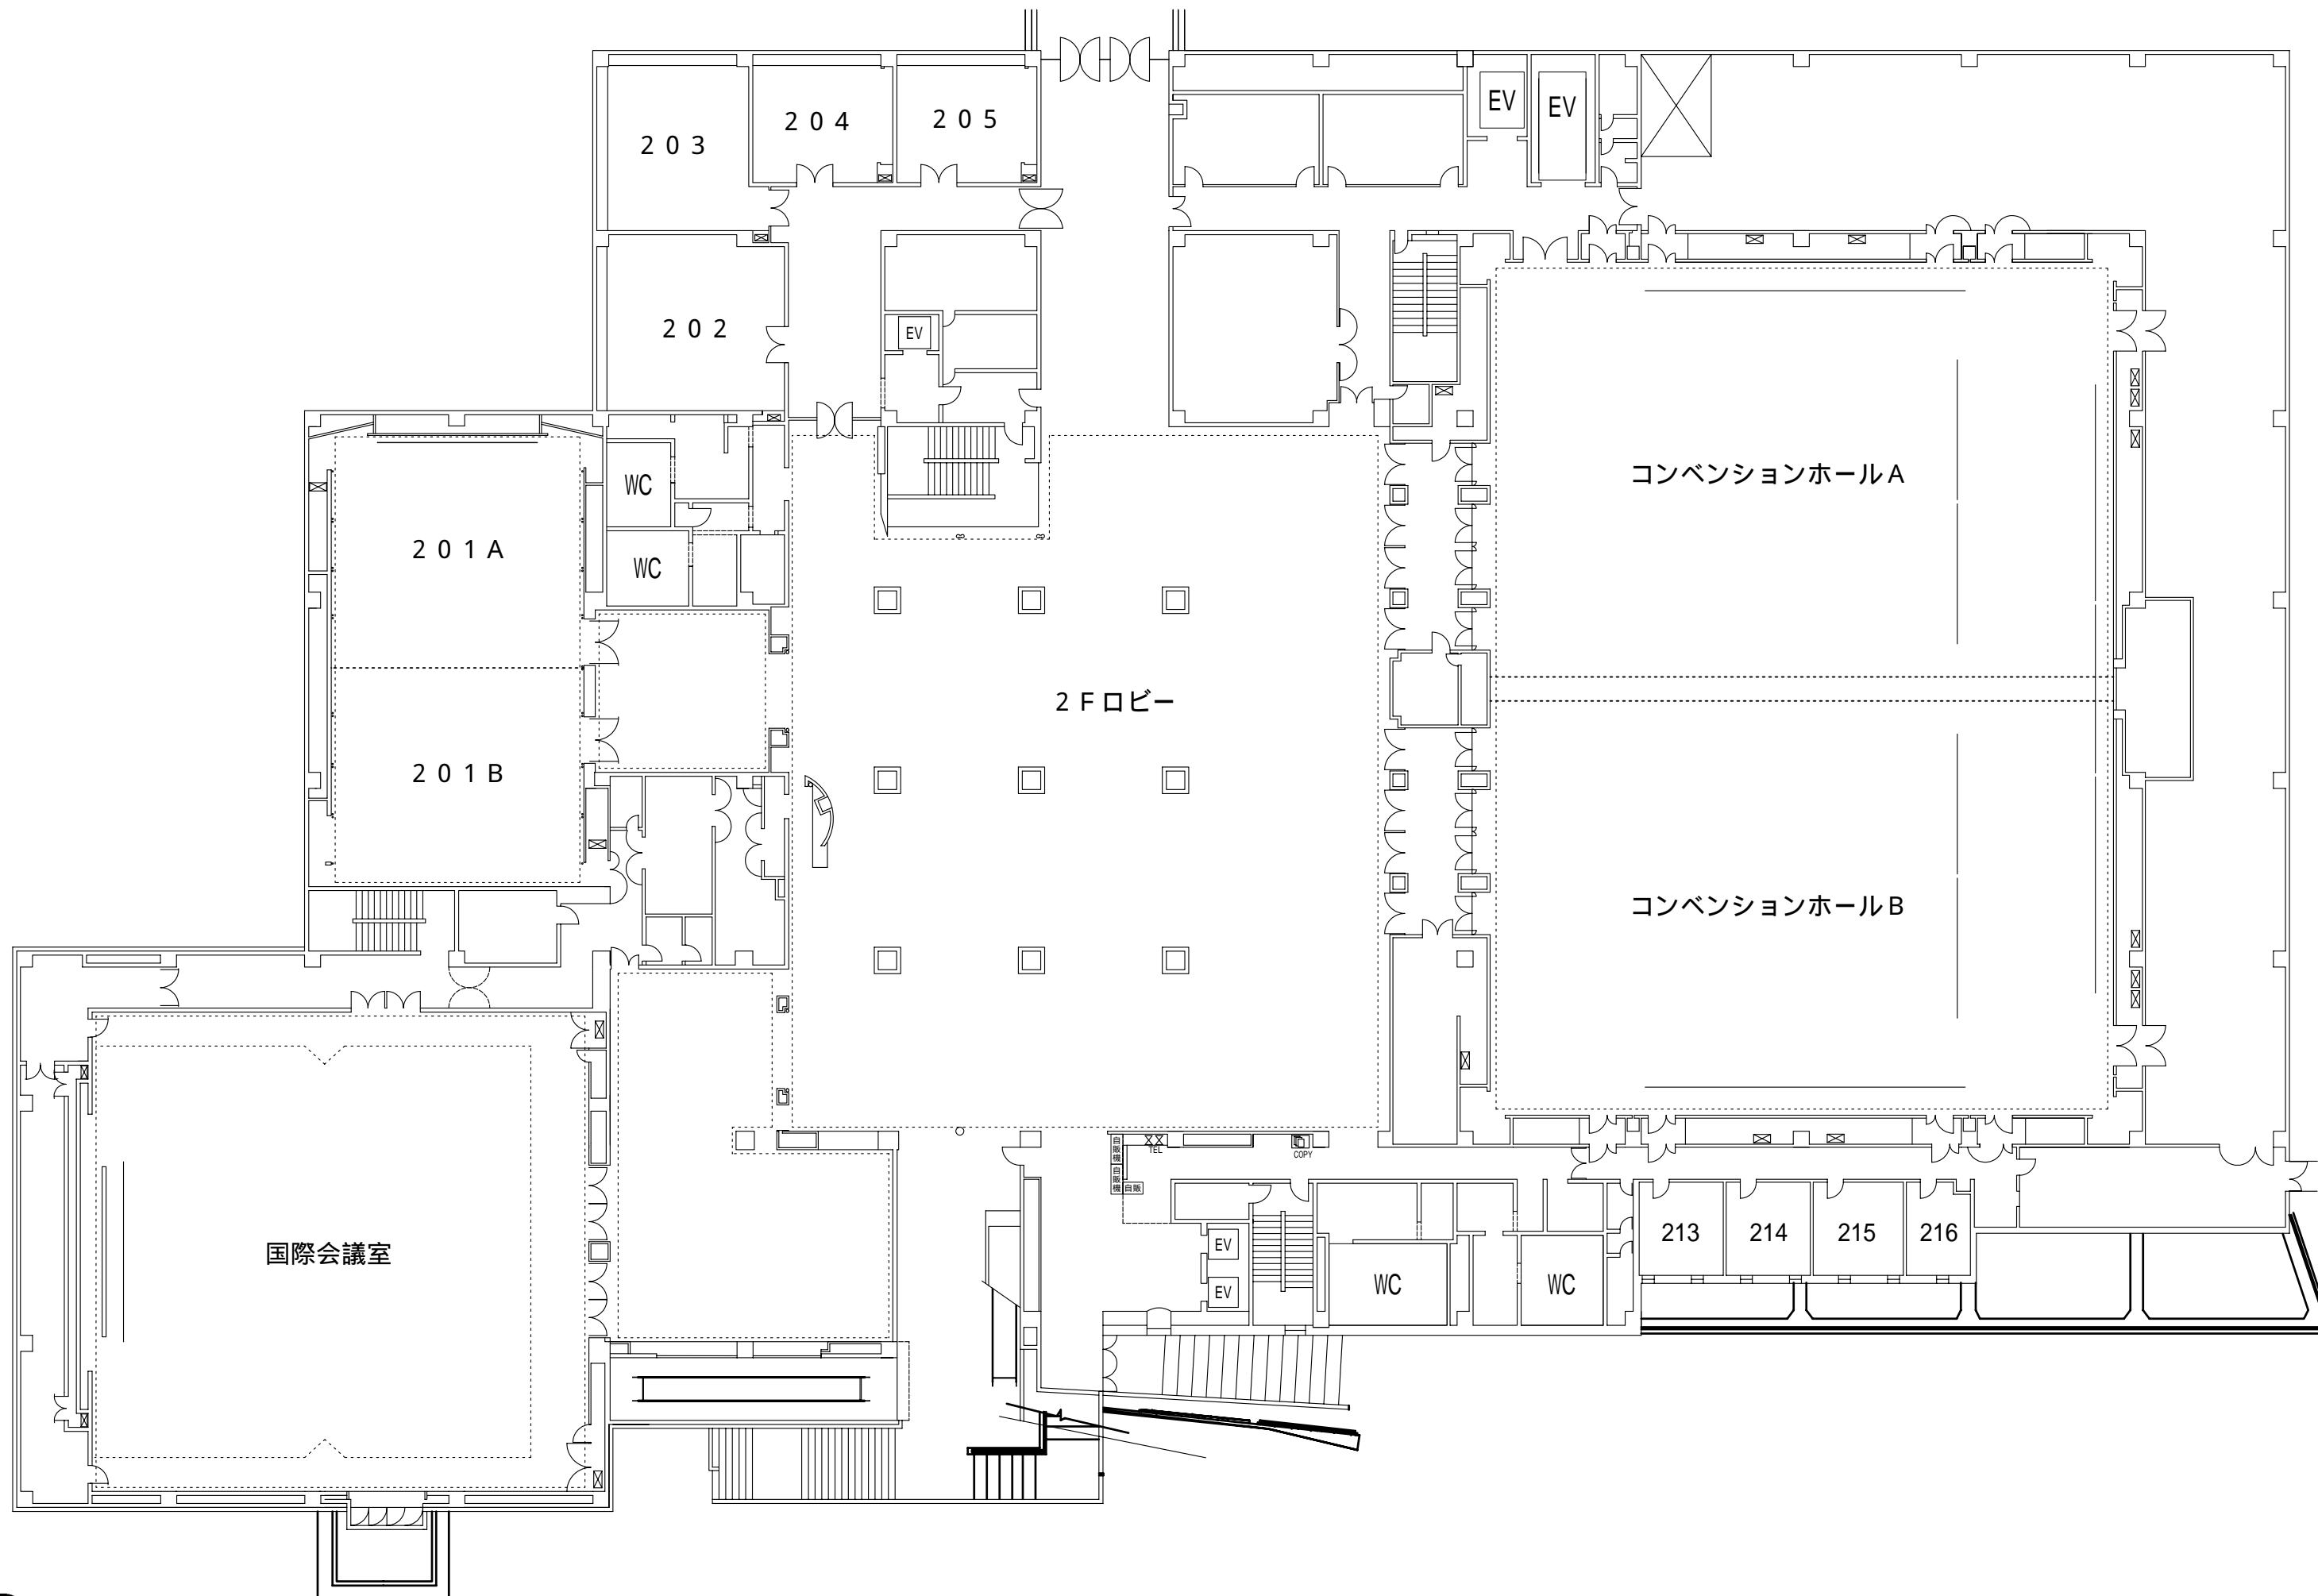 EV
EV
２０３
２０４
２０５
２０２
EV
WC
WC
２０１A
２０１B
２Ｆロビー
コンベンションホールＡ
コンベンションホールＢ
国際会議室
自販機
自販機
自販
TEL
COPY
EV
EV
WC
WC
213
214
215
216